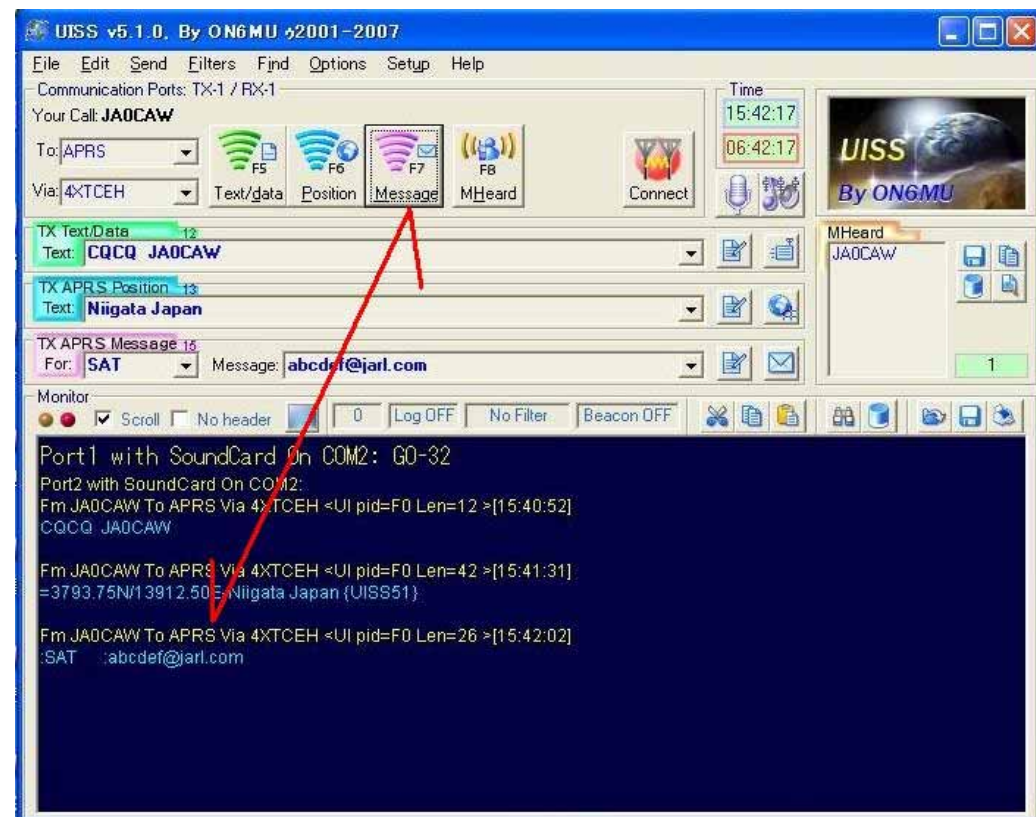 UISS v5.1.0, By ON6MU 2001-2007
File Edit Send Filters Find Options Setup Help
Communication Ports: TX-1 / RX-1
Your Call: JA0CAW
To: APRS
Via: 4XTCEH
F5
Text/data
F6
Position
F7
Message
F8
MHeard
Connect
Time
15:42:17
06:42:17
UISS
By ON6MU
TX Text/Data 12
Text: CQCQ JA0CAW
TX APRS Position 13
Text: Niigata Japan
TX APRS Message 15
For: SAT Message: abcdef@jarl.com
MHeard
JA0CAW
1
Monitor
Scroll No header 0 Log OFF No Filter Beacon OFF
Port1 with SoundCard On COM2: GO-32
Port2 with SoundCard On COM2:
Fm JA0CAW To APRS Via 4XTCEH <UI pid=F0 Len=12 >[15:40:52]
CQCQ JA0CAW
Fm JA0CAW To APRS Via 4XTCEH <UI pid=F0 Len=42 >[15:41:31]
=3793.75N/13912.50E-Niigata Japan {UISS51}
Fm JA0CAW To APRS Via 4XTCEH <UI pid=F0 Len=26 >[15:42:02]
:SAT :abcdef@jarl.com